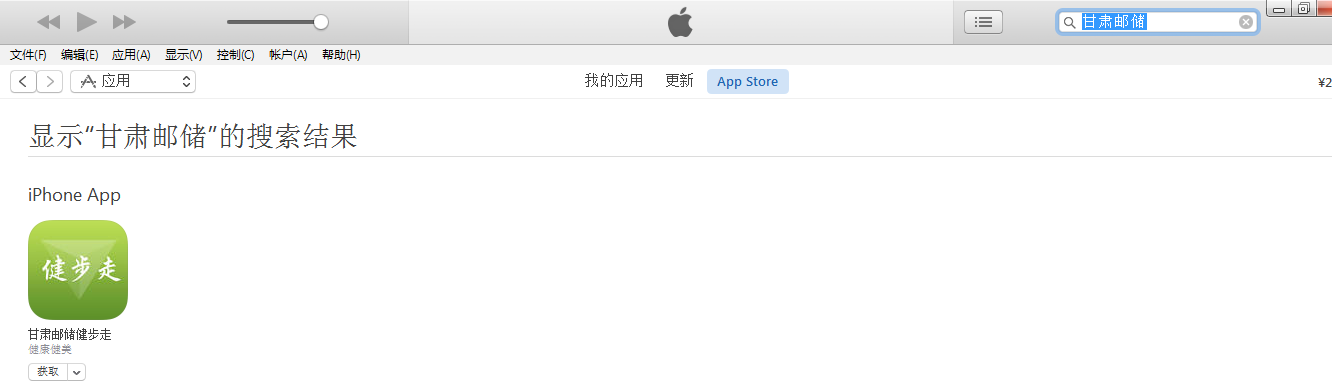 甘肃邮储
文件(F) 编辑(E) 应用(A) 显示(V) 控制(C) 帐户(A) 帮助(H)
应用 我的应用 更新 App Store ¥2
显示“甘肃邮储”的搜索结果
iPhone App
健步走
甘肃邮储健步走
健康健美
获取